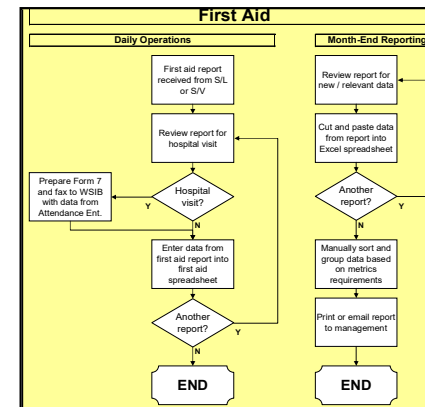 First Aid
Daily Operations
First aid report
received from S/L
or S/V
Review report for
hospital visit
Hospital
visit?
Y
N
Prepare Form 7
and fax to WSIB
with data from
Attendance Ent.
Enter data from
first aid report into
first aid
spreadsheet
Another
report?
Y
N
END
Month-End Reporting
Review report for
new / relevant data
Cut and paste data
from report into
Excel spreadsheet
Another
report?
Y
N
Manually sort and
group data based
on metrics
requirements
Print or email report
to management
END